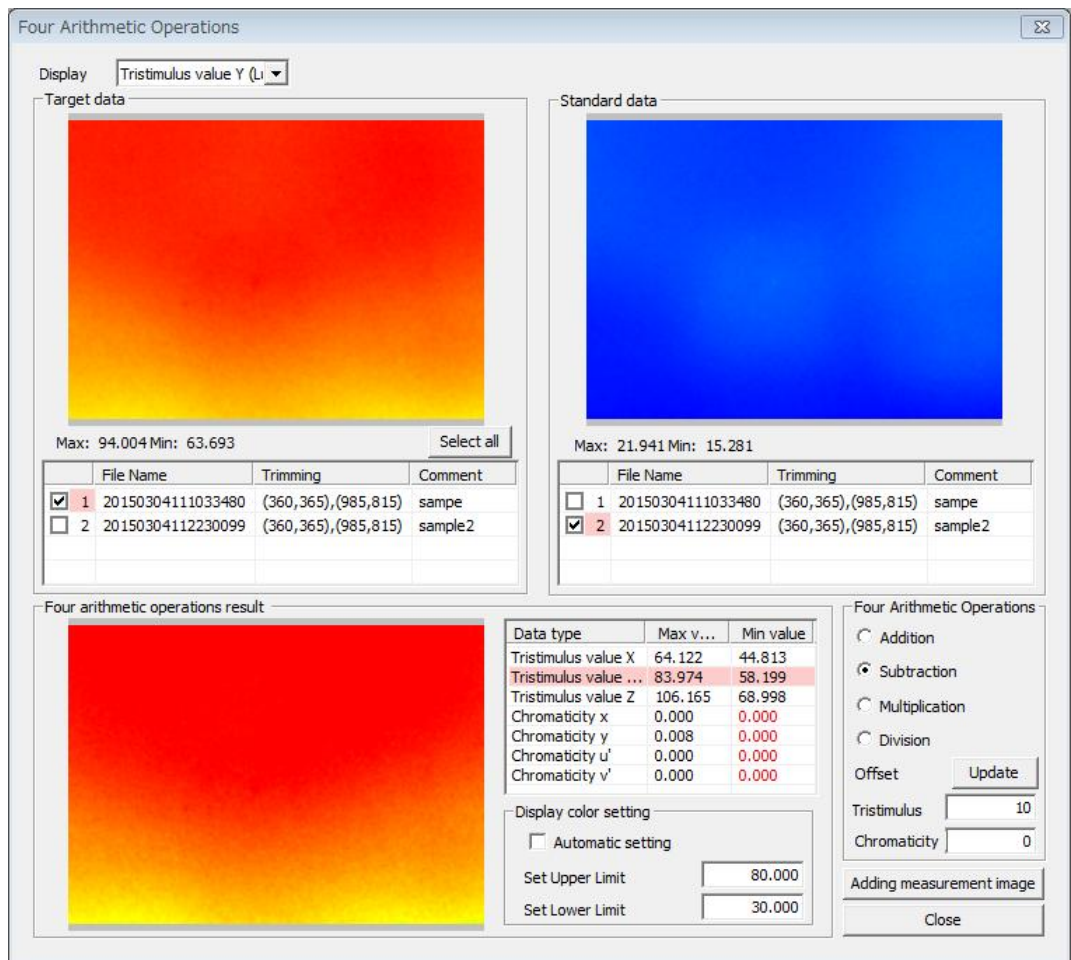 Four Arithmetic Operations
Display Tristimulus value Y (Lu
Target data
Max: 94.004 Min: 63.693
Select all
File Name Trimming Comment
1 20150304111033480 (360,365),(985,815) sampe
2 20150304112230099 (360,365),(985,815) sample2
Standard data
Max: 21.941 Min: 15.281
File Name Trimming Comment
1 20150304111033480 (360,365),(985,815) sampe
2 20150304112230099 (360,365),(985,815) sample2
Four arithmetic operations result
Data type Max v... Min value
Tristimulus value X 64.122 44.813
Tristimulus value ... 83.974 58.199
Tristimulus value Z 106.165 68.998
Chromaticity x 0.000 0.000
Chromaticity y 0.008 0.000
Chromaticity u' 0.000 0.000
Chromaticity v' 0.000 0.000
Display color setting
Automatic setting
Set Upper Limit 80.000
Set Lower Limit 30.000
Four Arithmetic Operations
Addition
Subtraction
Multiplication
Division
Offset Update
Tristimulus 10
Chromaticity 0
Adding measurement image
Close